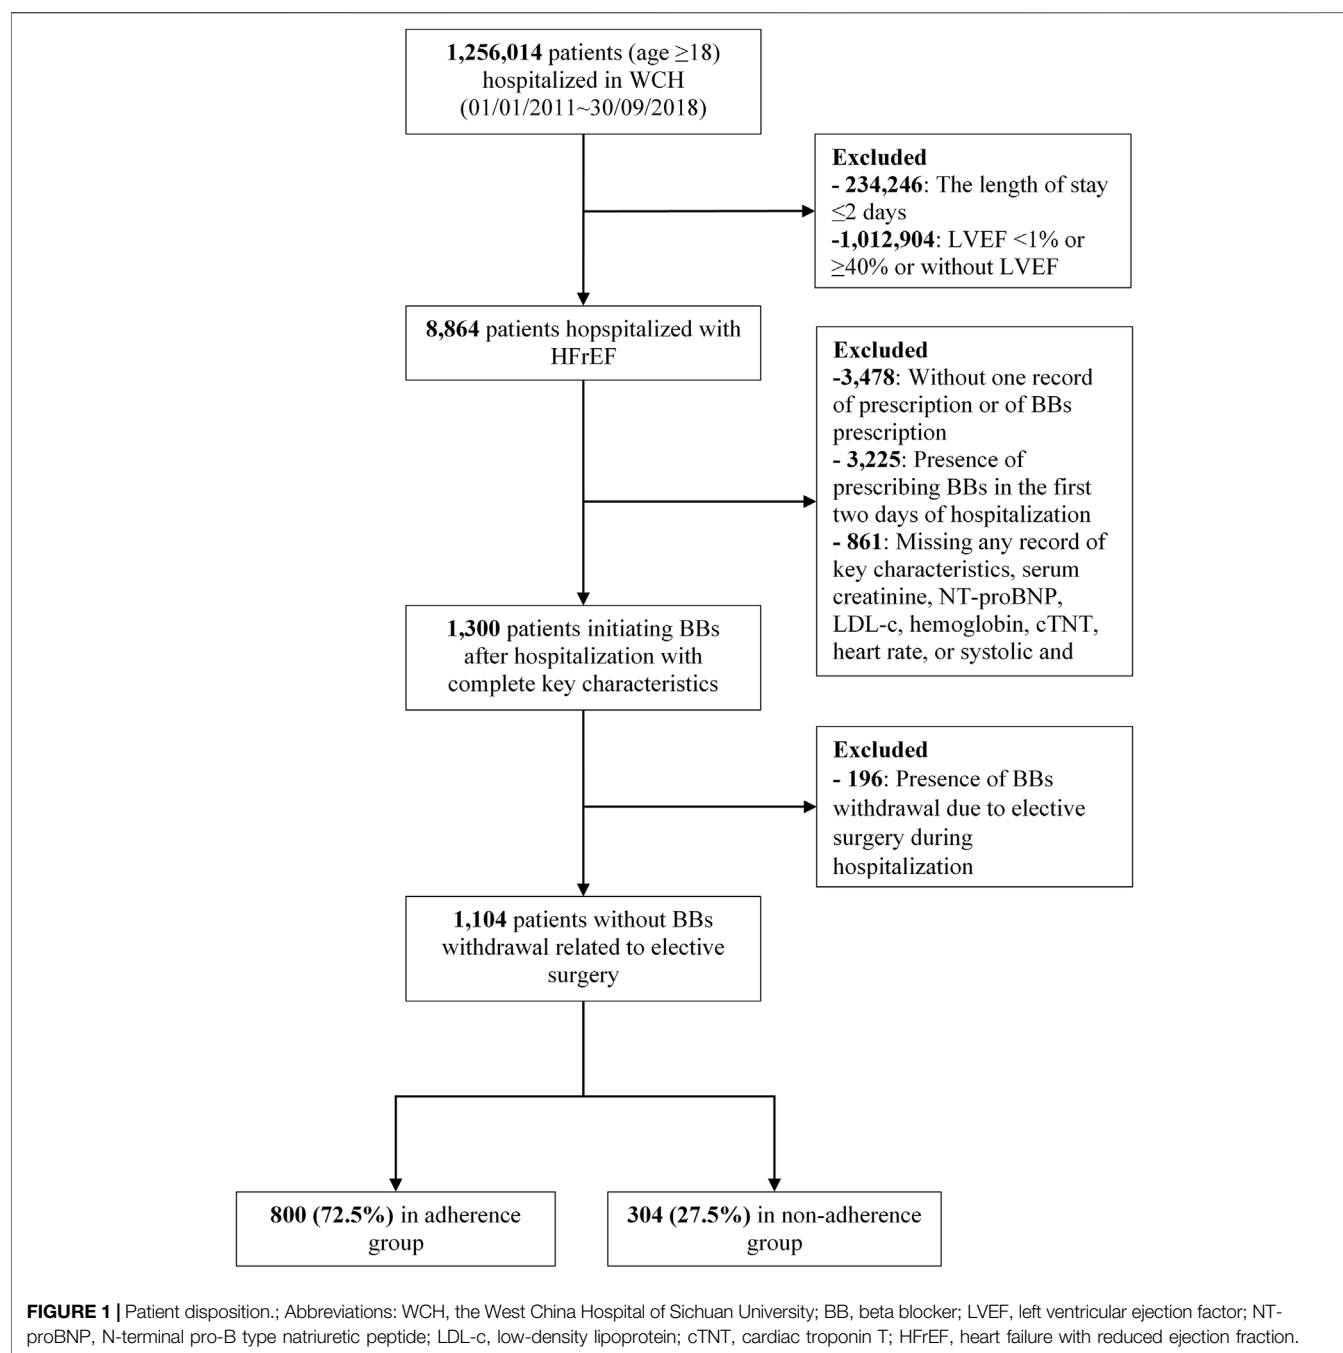 1,256,014 patients (age ≥18)
hospitalized in WCH
(01/01/2011~30/09/2018)
Excluded
- 234,246: The length of stay
≤2 days
-1,012,904: LVEF <1% or
≥40% or without LVEF
8,864 patients hopspitalized with
HFrEF
Excluded
-3,478: Without one record
of prescription or of BBs
prescription
- 3,225: Presence of
prescribing BBs in the first
two days of hospitalization
- 861: Missing any record of
key characteristics, serum
creatinine, NT-proBNP,
LDL-c, hemoglobin, cTNT,
heart rate, or systolic and
1,300 patients initiating BBs
after hospitalization with
complete key characteristics
Excluded
- 196: Presence of BBs
withdrawal due to elective
surgery during
hospitalization
1,104 patients without BBs
withdrawal related to elective
surgery
800 (72.5%) in adherence
group
304 (27.5%) in non-adherence
group
FIGURE 1 | Patient disposition.; Abbreviations: WCH, the West China Hospital of Sichuan University; BB, beta blocker; LVEF, left ventricular ejection factor; NT-
proBNP, N-terminal pro-B type natriuretic peptide; LDL-c, low-density lipoprotein; cTNT, cardiac troponin T; HFrEF, heart failure with reduced ejection fraction.